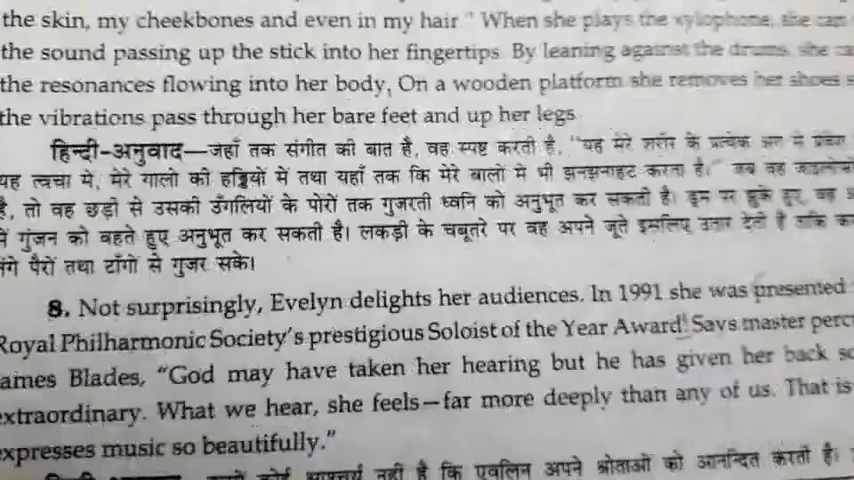 the skin, my cheekbones and even in my hair." When she plays the xylophone, she can
the sound passing up the stick into her fingertips. By leaning against the drums, she ca
the resonances flowing into her body, On a wooden platform she removes her shoes s
the vibrations pass through her bare feet and up her legs.
हिन्दी-अनुवाद—जहाँ तक संगीत की बात है, वह स्पष्ट करती है, "यह मेरे शरीर के प्रत्येक अंग में प्रवेश
यह त्वचा में, मेरे गालों की हड्डियों में तथा यहाँ तक कि मेरे बालों में भी झनझनाहट करता है।" जब वह
है, तो वह छड़ी से उसकी उँगलियों के पोरों तक गुजरती ध्वनि को अनुभूत कर सकती है। ड्रम पर झुके हुए, वह
में गुंजन को बहते हुए अनुभूत कर सकती है। लकड़ी के चबूतरे पर वह अपने जूते इसलिए उतार देती है ताकि
नंगे पैरों तथा टाँगों से गुजर सके।
8. Not surprisingly, Evelyn delights her audiences. In 1991 she was presented
Royal Philharmonic Society's prestigious Soloist of the Year Award. Says master perc
ames Blades, "God may have taken her hearing but he has given her back so
extraordinary. What we hear, she feels—far more deeply than any of us. That is
expresses music so beautifully."
कोई आश्चर्य नहीं है कि एवलिन अपने श्रोताओं को आनन्दित करती है।